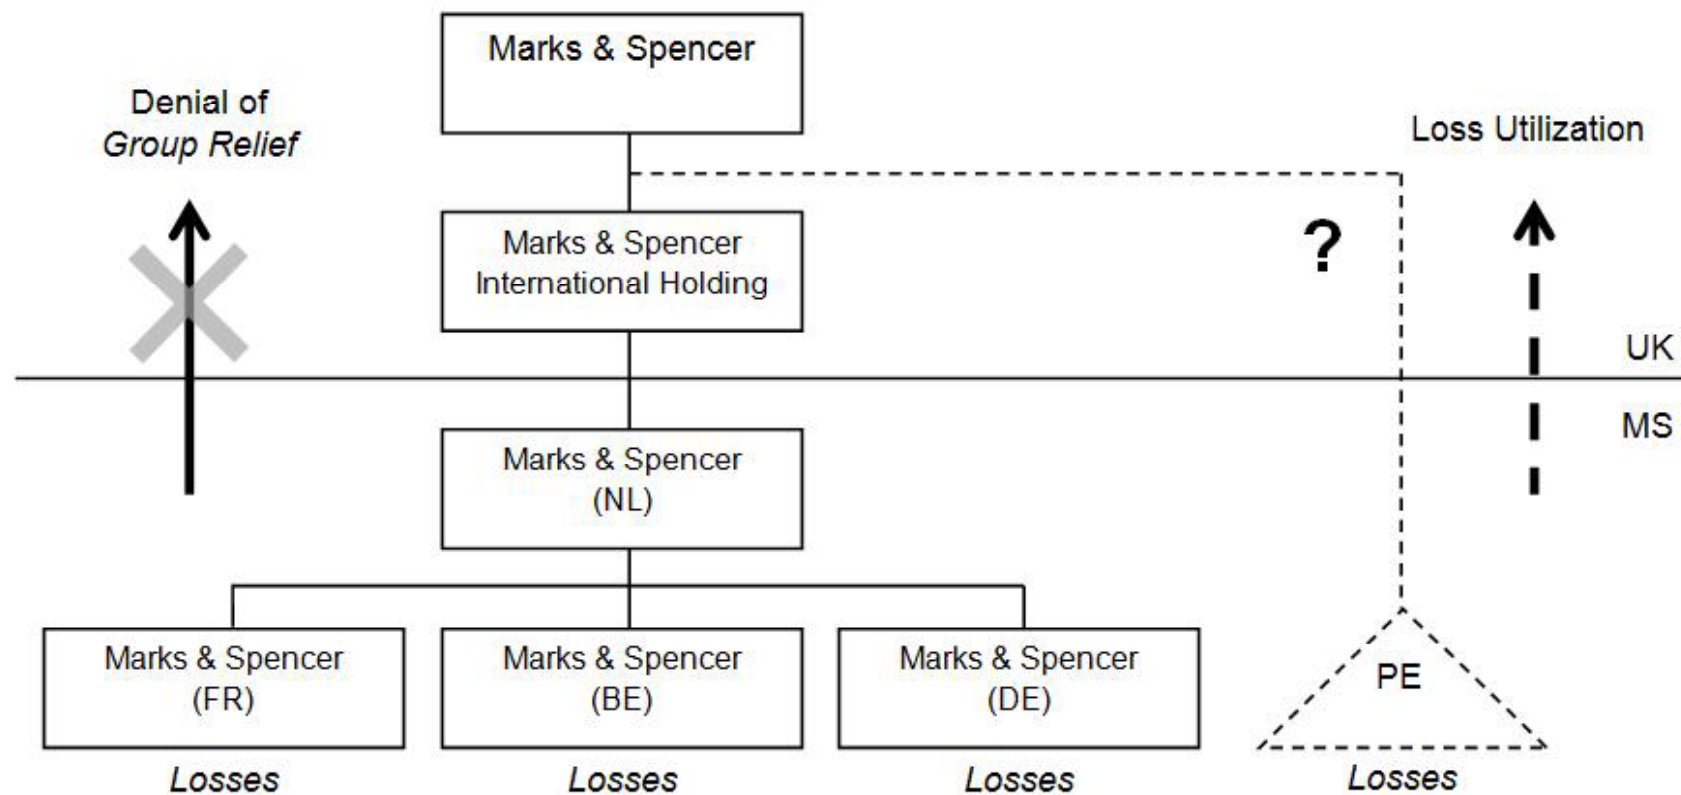 Marks & Spencer
Denial of
Group Relief
Loss Utilization
Marks & Spencer
International Holding
?
UK
MS
Marks & Spencer
(NL)
Marks & Spencer
(FR)
Marks & Spencer
(BE)
Marks & Spencer
(DE)
PE
Losses
Losses
Losses
Losses